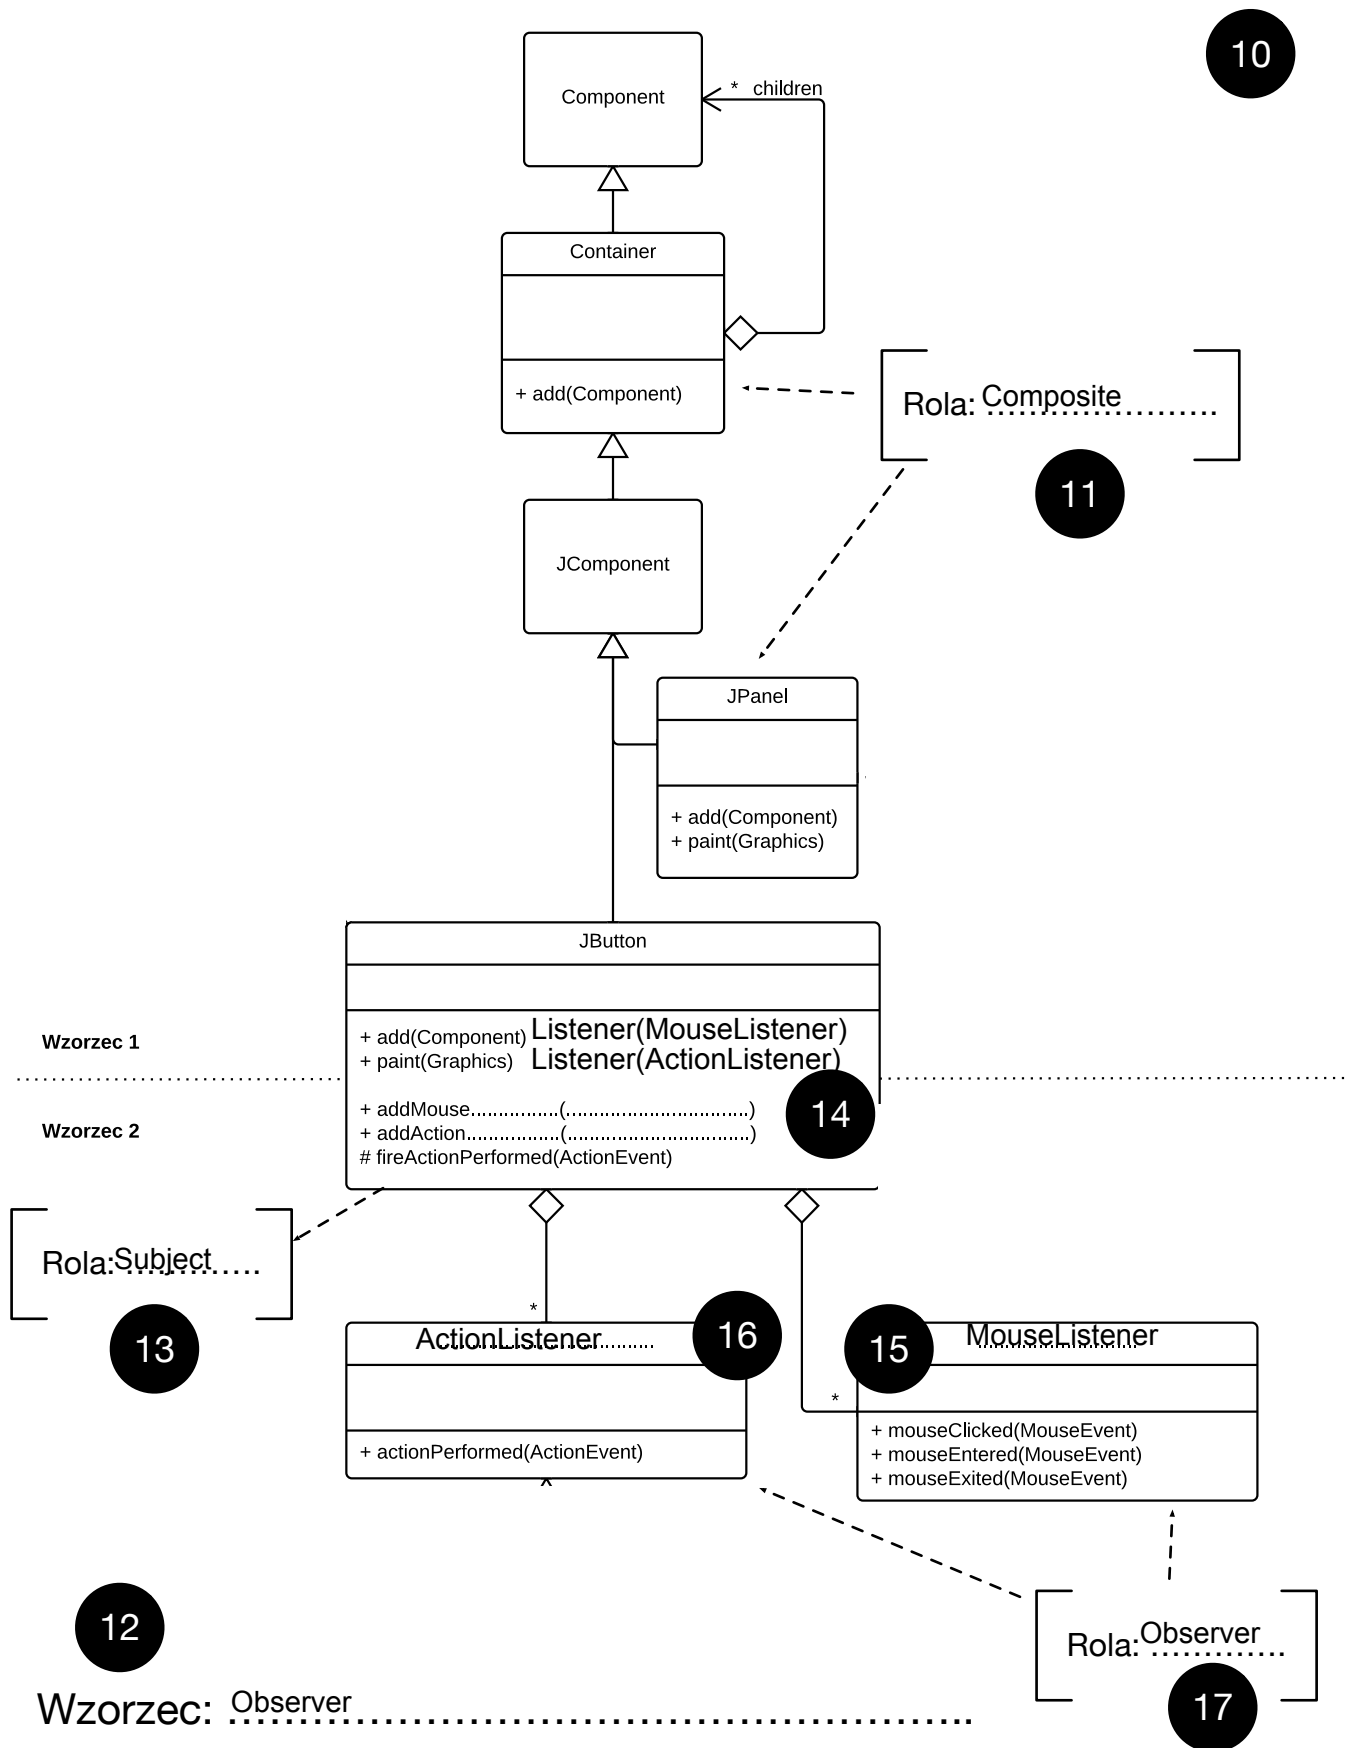 10
Component
* children
Container
+ add(Component)
Rola: Composite
11
JComponent
JPanel
+ add(Component)
+ paint(Graphics)
JButton
+ add(Component) Listener(MouseListener)
+ paint(Graphics) Listener(ActionListener)
Wzorzec 1
+ addMouse................(................................)
+ addAction................(................................)
# fireActionPerformed(ActionEvent)
14
Wzorzec 2
Rola: Subject
13
*
ActionListener
16
+ actionPerformed(ActionEvent)
15
MouseListener
*
+ mouseClicked(MouseEvent)
+ mouseEntered(MouseEvent)
+ mouseExited(MouseEvent)
12
Wzorzec: Observer
Rola: Observer
17